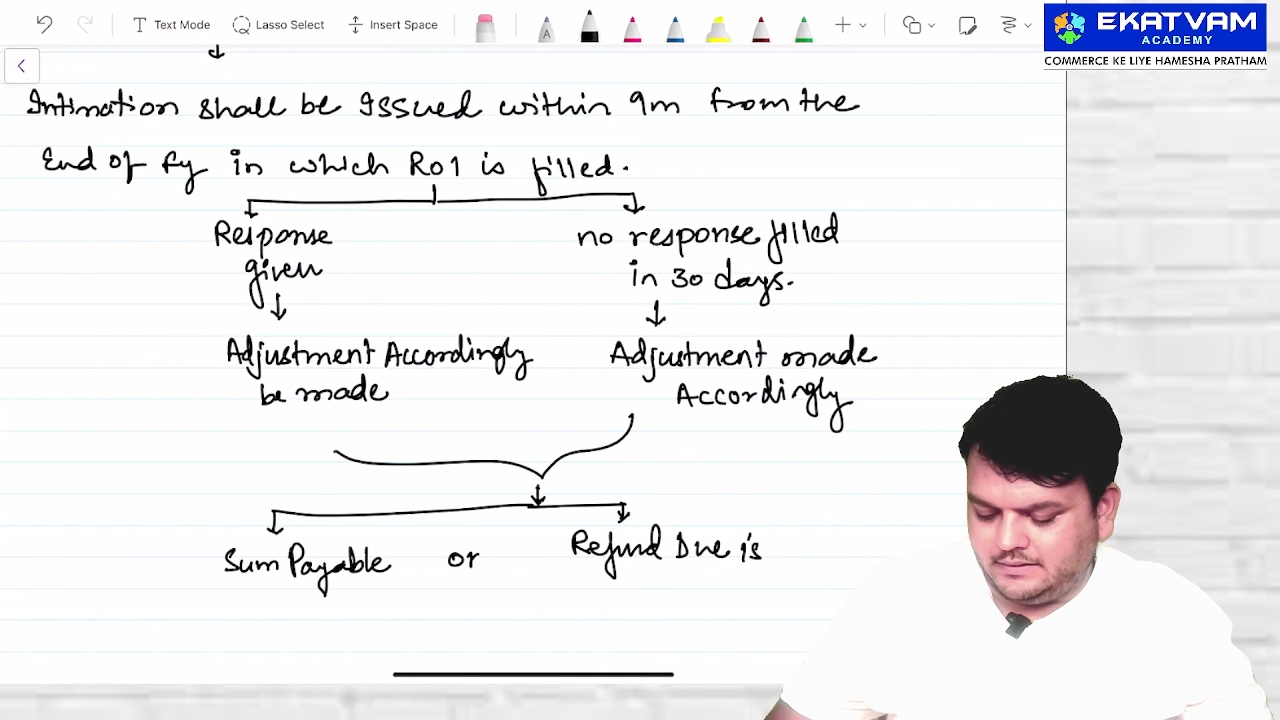 Text Mode
Lasso Select
Insert Space
EKATVAM
ACADEMY
COMMERCE KE LIYE HAMESHA PRATHAM
Intimation shall be Issued within 9m from the
End of fy in which Ro1 is filled.
Response
given
no response filled
in 30 days.
Adjustment Accordingly
be made
Adjustment made
Accordingly
Sum Payable or Refund Due is